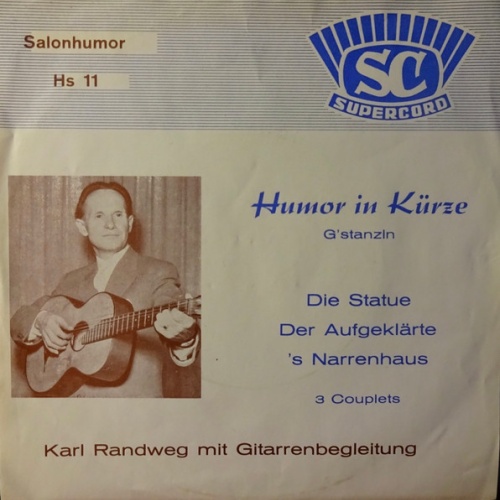 Salonhumor
Hs 11
SC
SUPERCORD
Humor in Kürze
G'stanzln
Die Statue
Der Aufgeklärte
's Narrenhaus
3 Couplets
Karl Randweg mit Gitarrenbegleitung